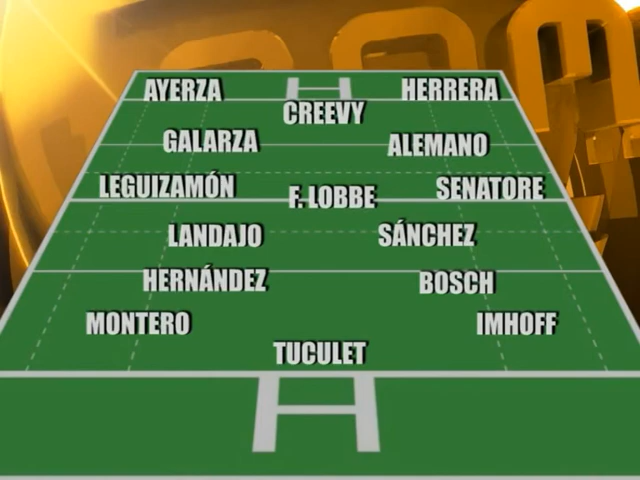 AYERZA
HERRERA
CREEVY
GALARZA
ALEMANO
LEGUIZAMÓN
F. LOBBE
SENATORE
LANDAJO
SÁNCHEZ
HERNÁNDEZ
BOSCH
MONTERO
IMHOFF
TUCULET